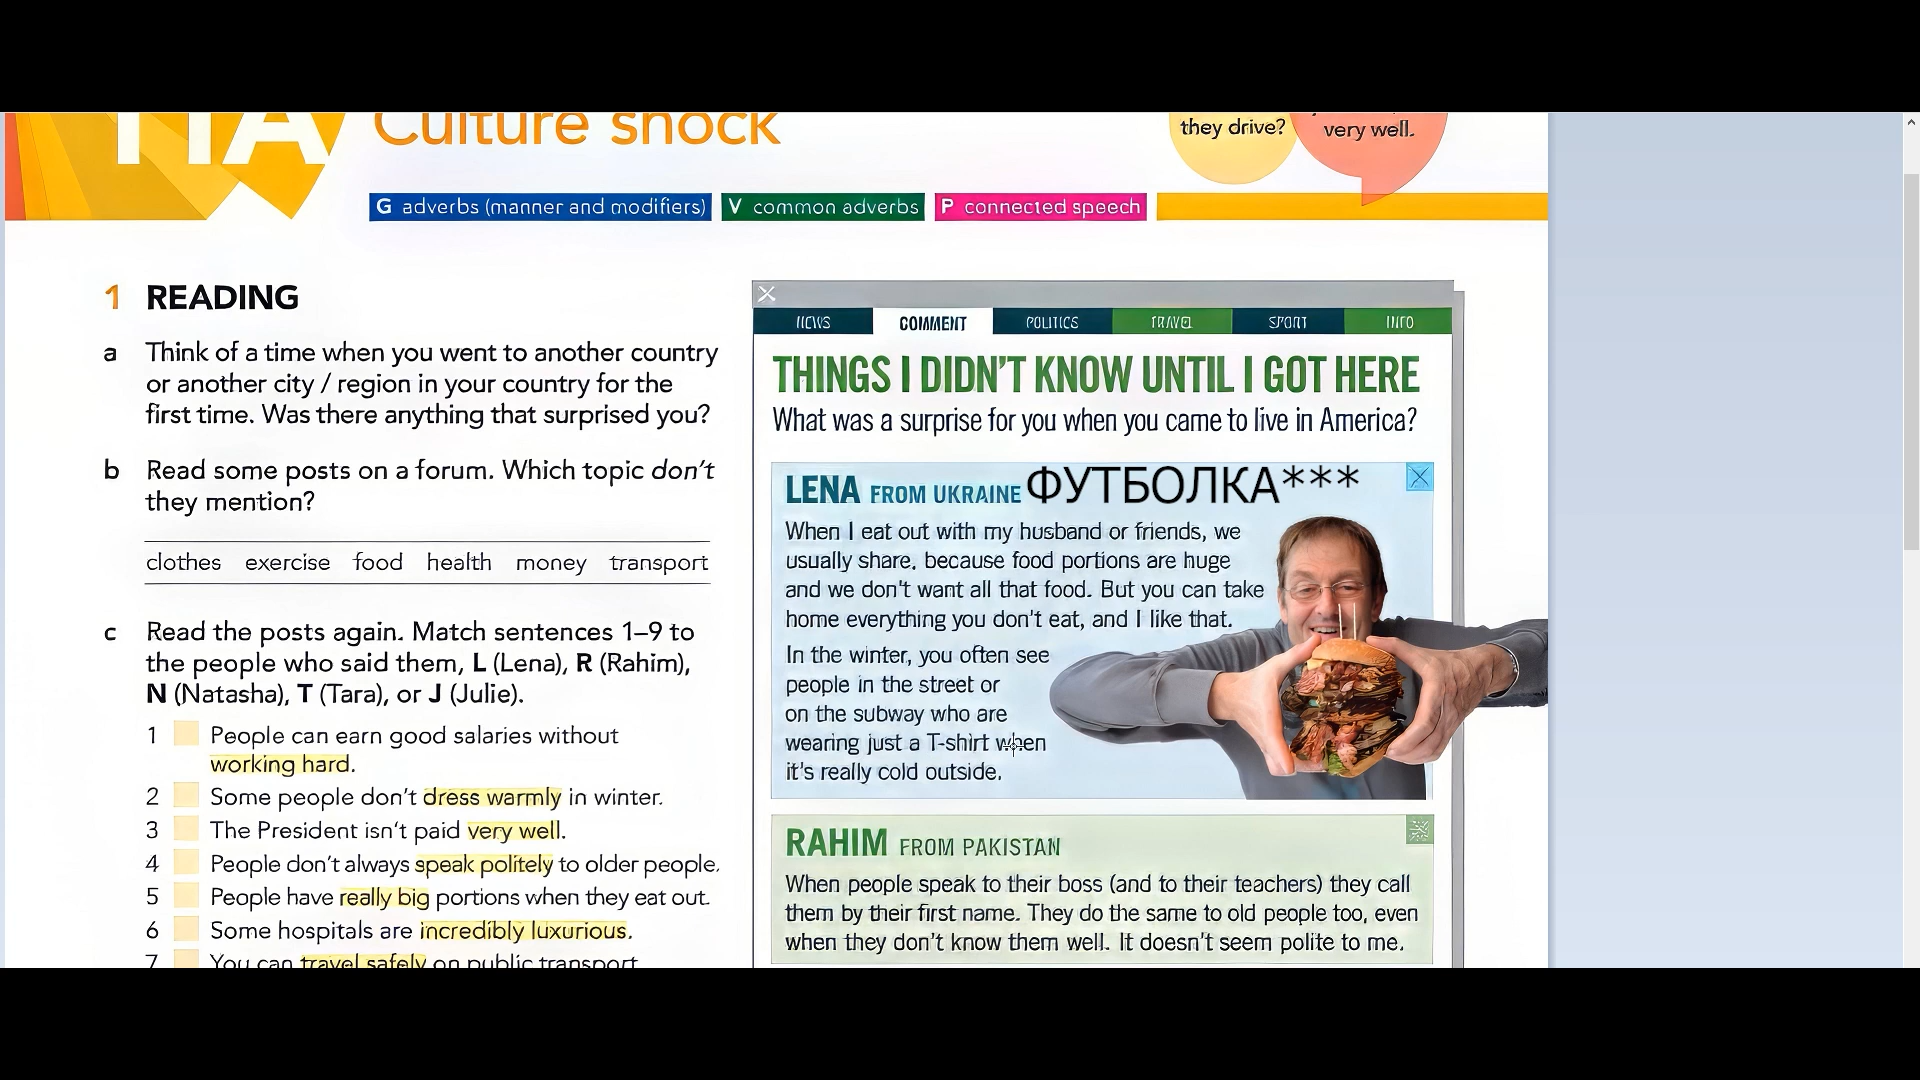 11A
Culture shock
they drive?
very well.
G adverbs (manner and modifiers) V common adverbs P connected speech
1 READING
a Think of a time when you went to another country
or another city / region in your country for the
first time. Was there anything that surprised you?
b Read some posts on a forum. Which topic don't
they mention?
clothes exercise food health money transport
c Read the posts again. Match sentences 1–9 to
the people who said them, L (Lena), R (Rahim),
N (Natasha), T (Tara), or J (Julie).
1 People can earn good salaries without
working hard.
2 Some people don't dress warmly in winter.
3 The President isn't paid very well.
4 People don't always speak politely to older people.
5 People have really big portions when they eat out.
6 Some hospitals are incredibly luxurious.
7 You can travel safely on public transport
NEWS COMMENT POLITICS TRAVEL SPORT INFO
THINGS I DIDN'T KNOW UNTIL I GOT HERE
What was a surprise for you when you came to live in America?
LENA FROM UKRAINE ФУТБОЛКА***
When I eat out with my husband or friends, we
usually share, because food portions are huge
and we don't want all that food. But you can take
home everything you don't eat, and I like that.
In the winter, you often see
people in the street or
on the subway who are
wearing just a T-shirt when
it's really cold outside.
RAHIM FROM PAKISTAN
When people speak to their boss (and to their teachers) they call
them by their first name. They do the same to old people too, even
when they don't know them well. It doesn't seem polite to me.